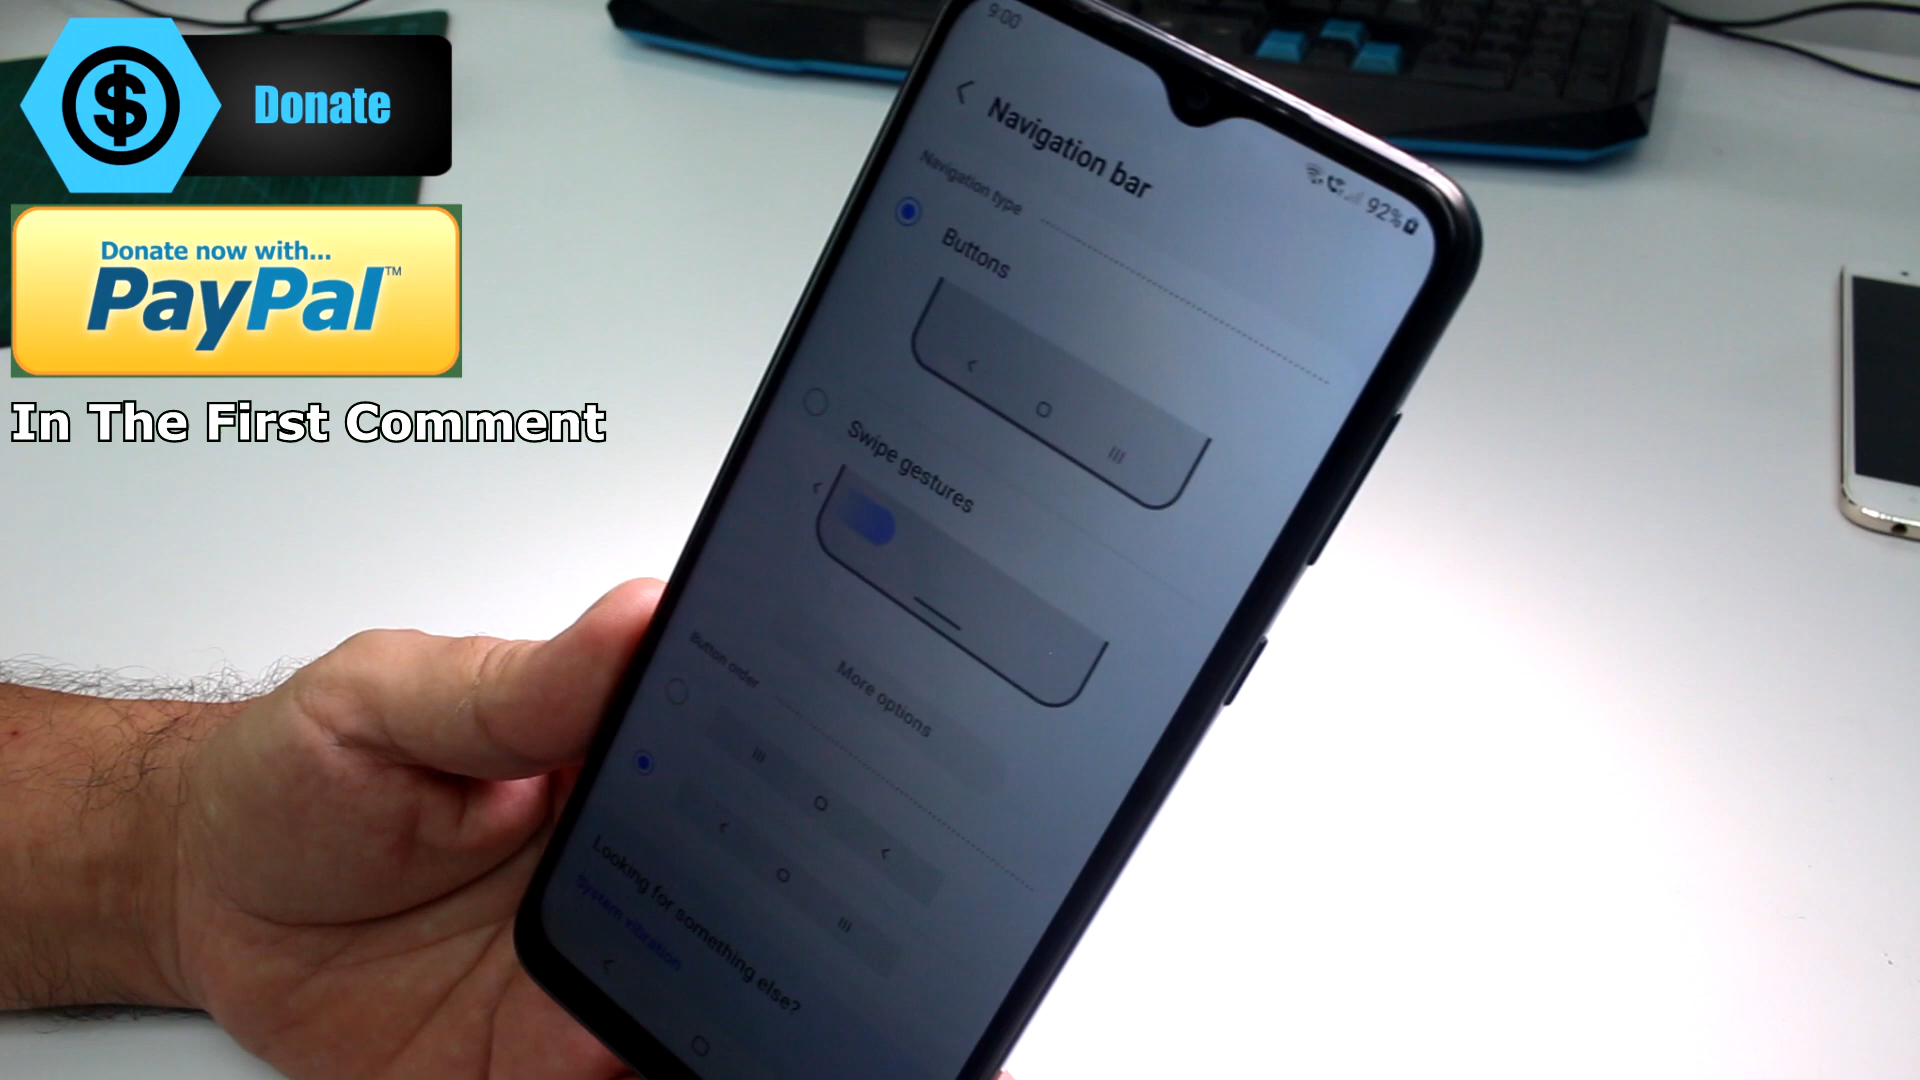 Donate
Donate now with...
PayPal™
In The First Comment
9:00
92%
Navigation bar
Navigation type
Buttons
Swipe gestures
More options
Button order
Looking for something else?
System vibration